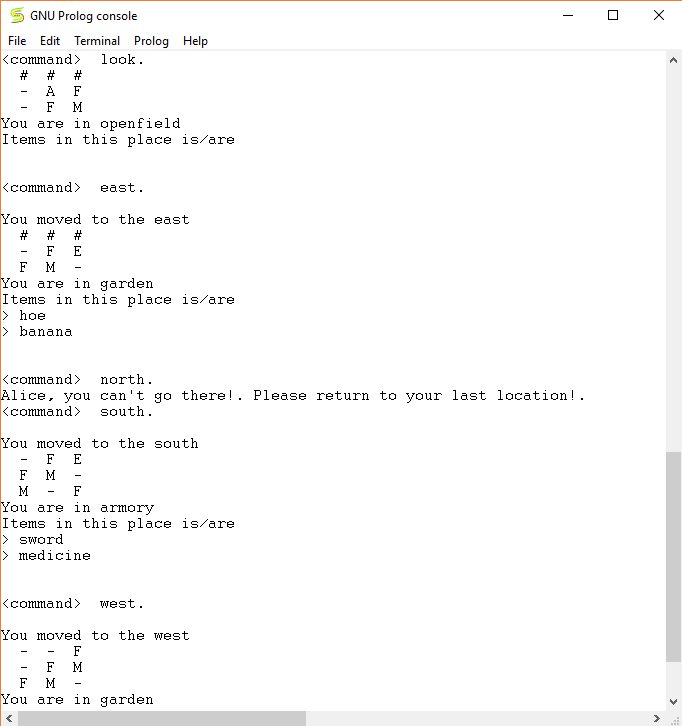 GNU Prolog console
File Edit Terminal Prolog Help
<command>  look.
  #  #  #
  -  A  F
  -  F  M
You are in openfield
Items in this place is/are
<command>  east.
You moved to the east
  #  #  #
  -  F  E
  F  M  -
You are in garden
Items in this place is/are
> hoe
> banana
<command>  north.
Alice, you can't go there!. Please return to your last location!.
<command>  south.
You moved to the south
  -  F  E
  F  M  -
  M  -  F
You are in armory
Items in this place is/are
> sword
> medicine
<command>  west.
You moved to the west
  -  -  F
  -  F  M
  F  M  -
You are in garden